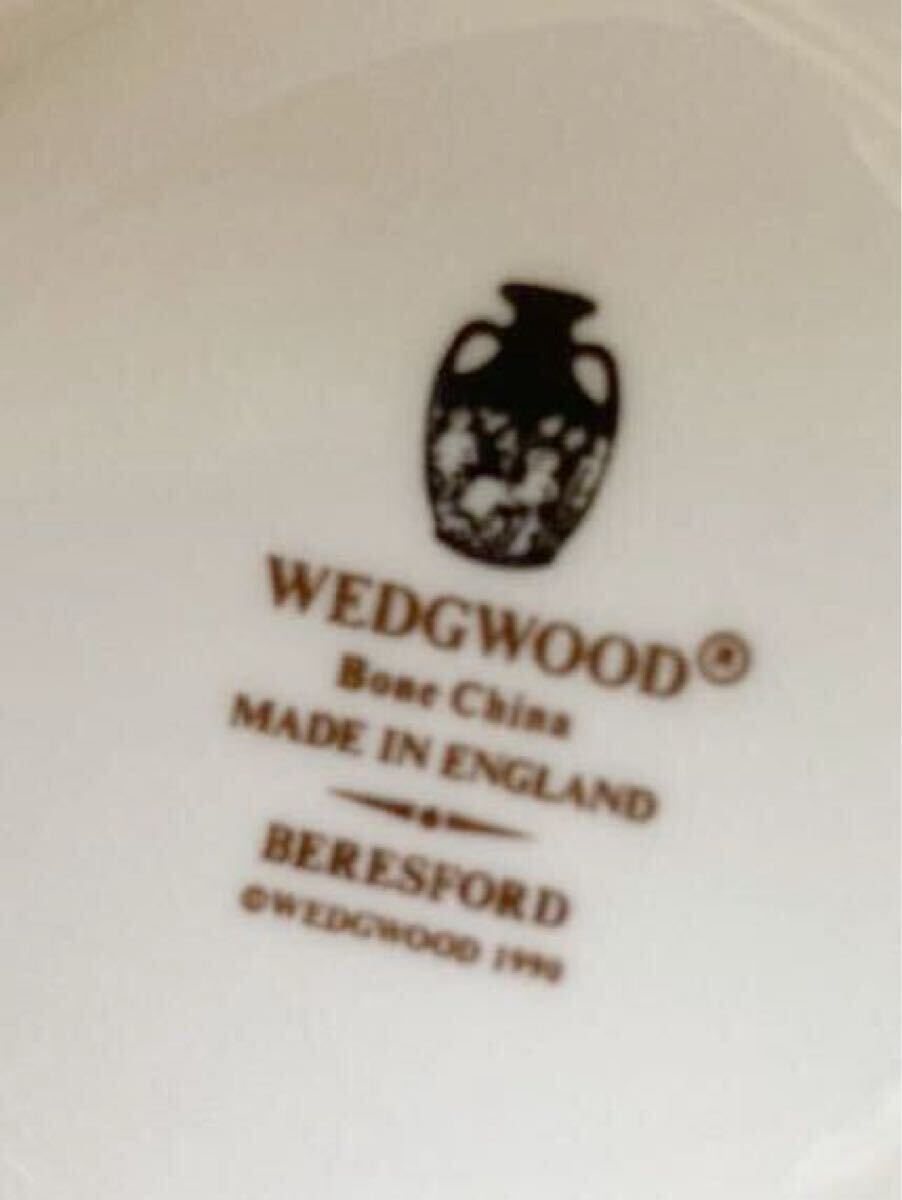 WEDGWOOD®
Bone China
MADE IN ENGLAND
BERESFORD
©WEDGWOOD 1990